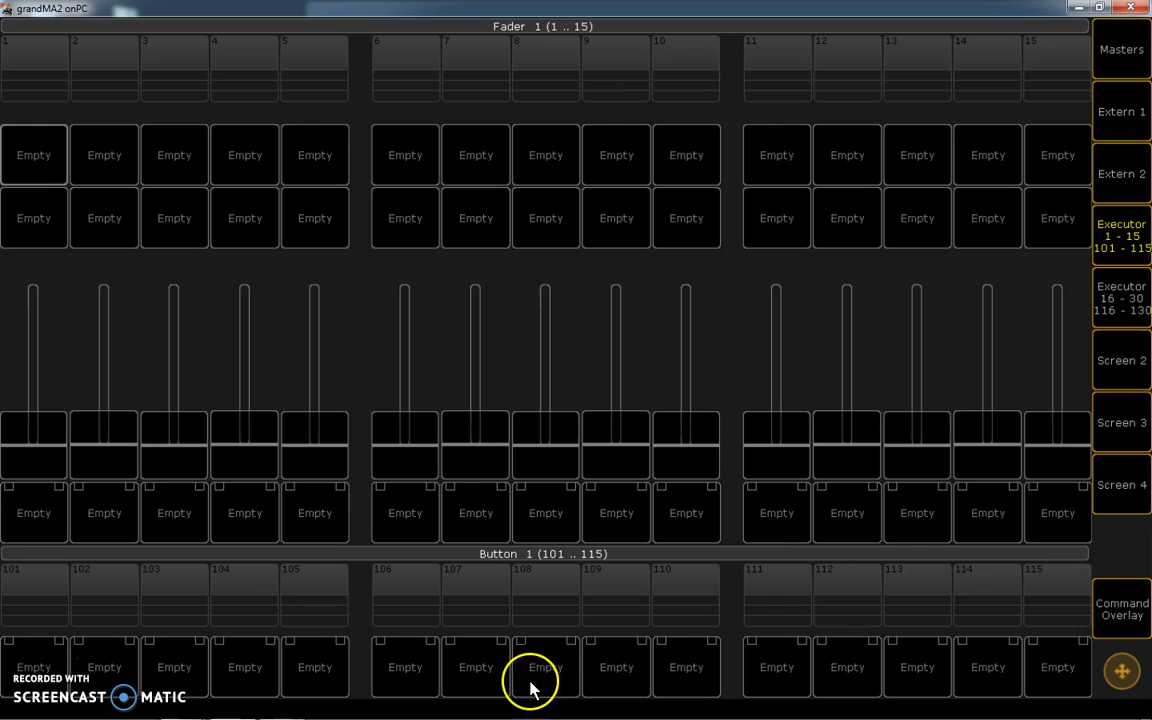 grandMA2 onPC
Fader 1 (1 .. 15)
1 2 3 4 5 6 7 8 9 10 11 12 13 14 15
Masters
Extern 1
Empty Empty Empty Empty Empty Empty Empty Empty Empty Empty Empty Empty Empty Empty Empty
Extern 2
Empty Empty Empty Empty Empty Empty Empty Empty Empty Empty Empty Empty Empty Empty Empty
Executor
1 - 15
101 - 115
Executor
16 - 30
116 - 130
Screen 2
Screen 3
Screen 4
Empty Empty Empty Empty Empty Empty Empty Empty Empty Empty Empty Empty Empty Empty Empty
Button 1 (101 .. 115)
101 102 103 104 105 106 107 108 109 110 111 112 113 114 115
Command
Overlay
Empty Empty Empty Empty Empty Empty Empty Empty Empty Empty Empty Empty Empty Empty Empty
RECORDED WITH
SCREENCAST MATIC